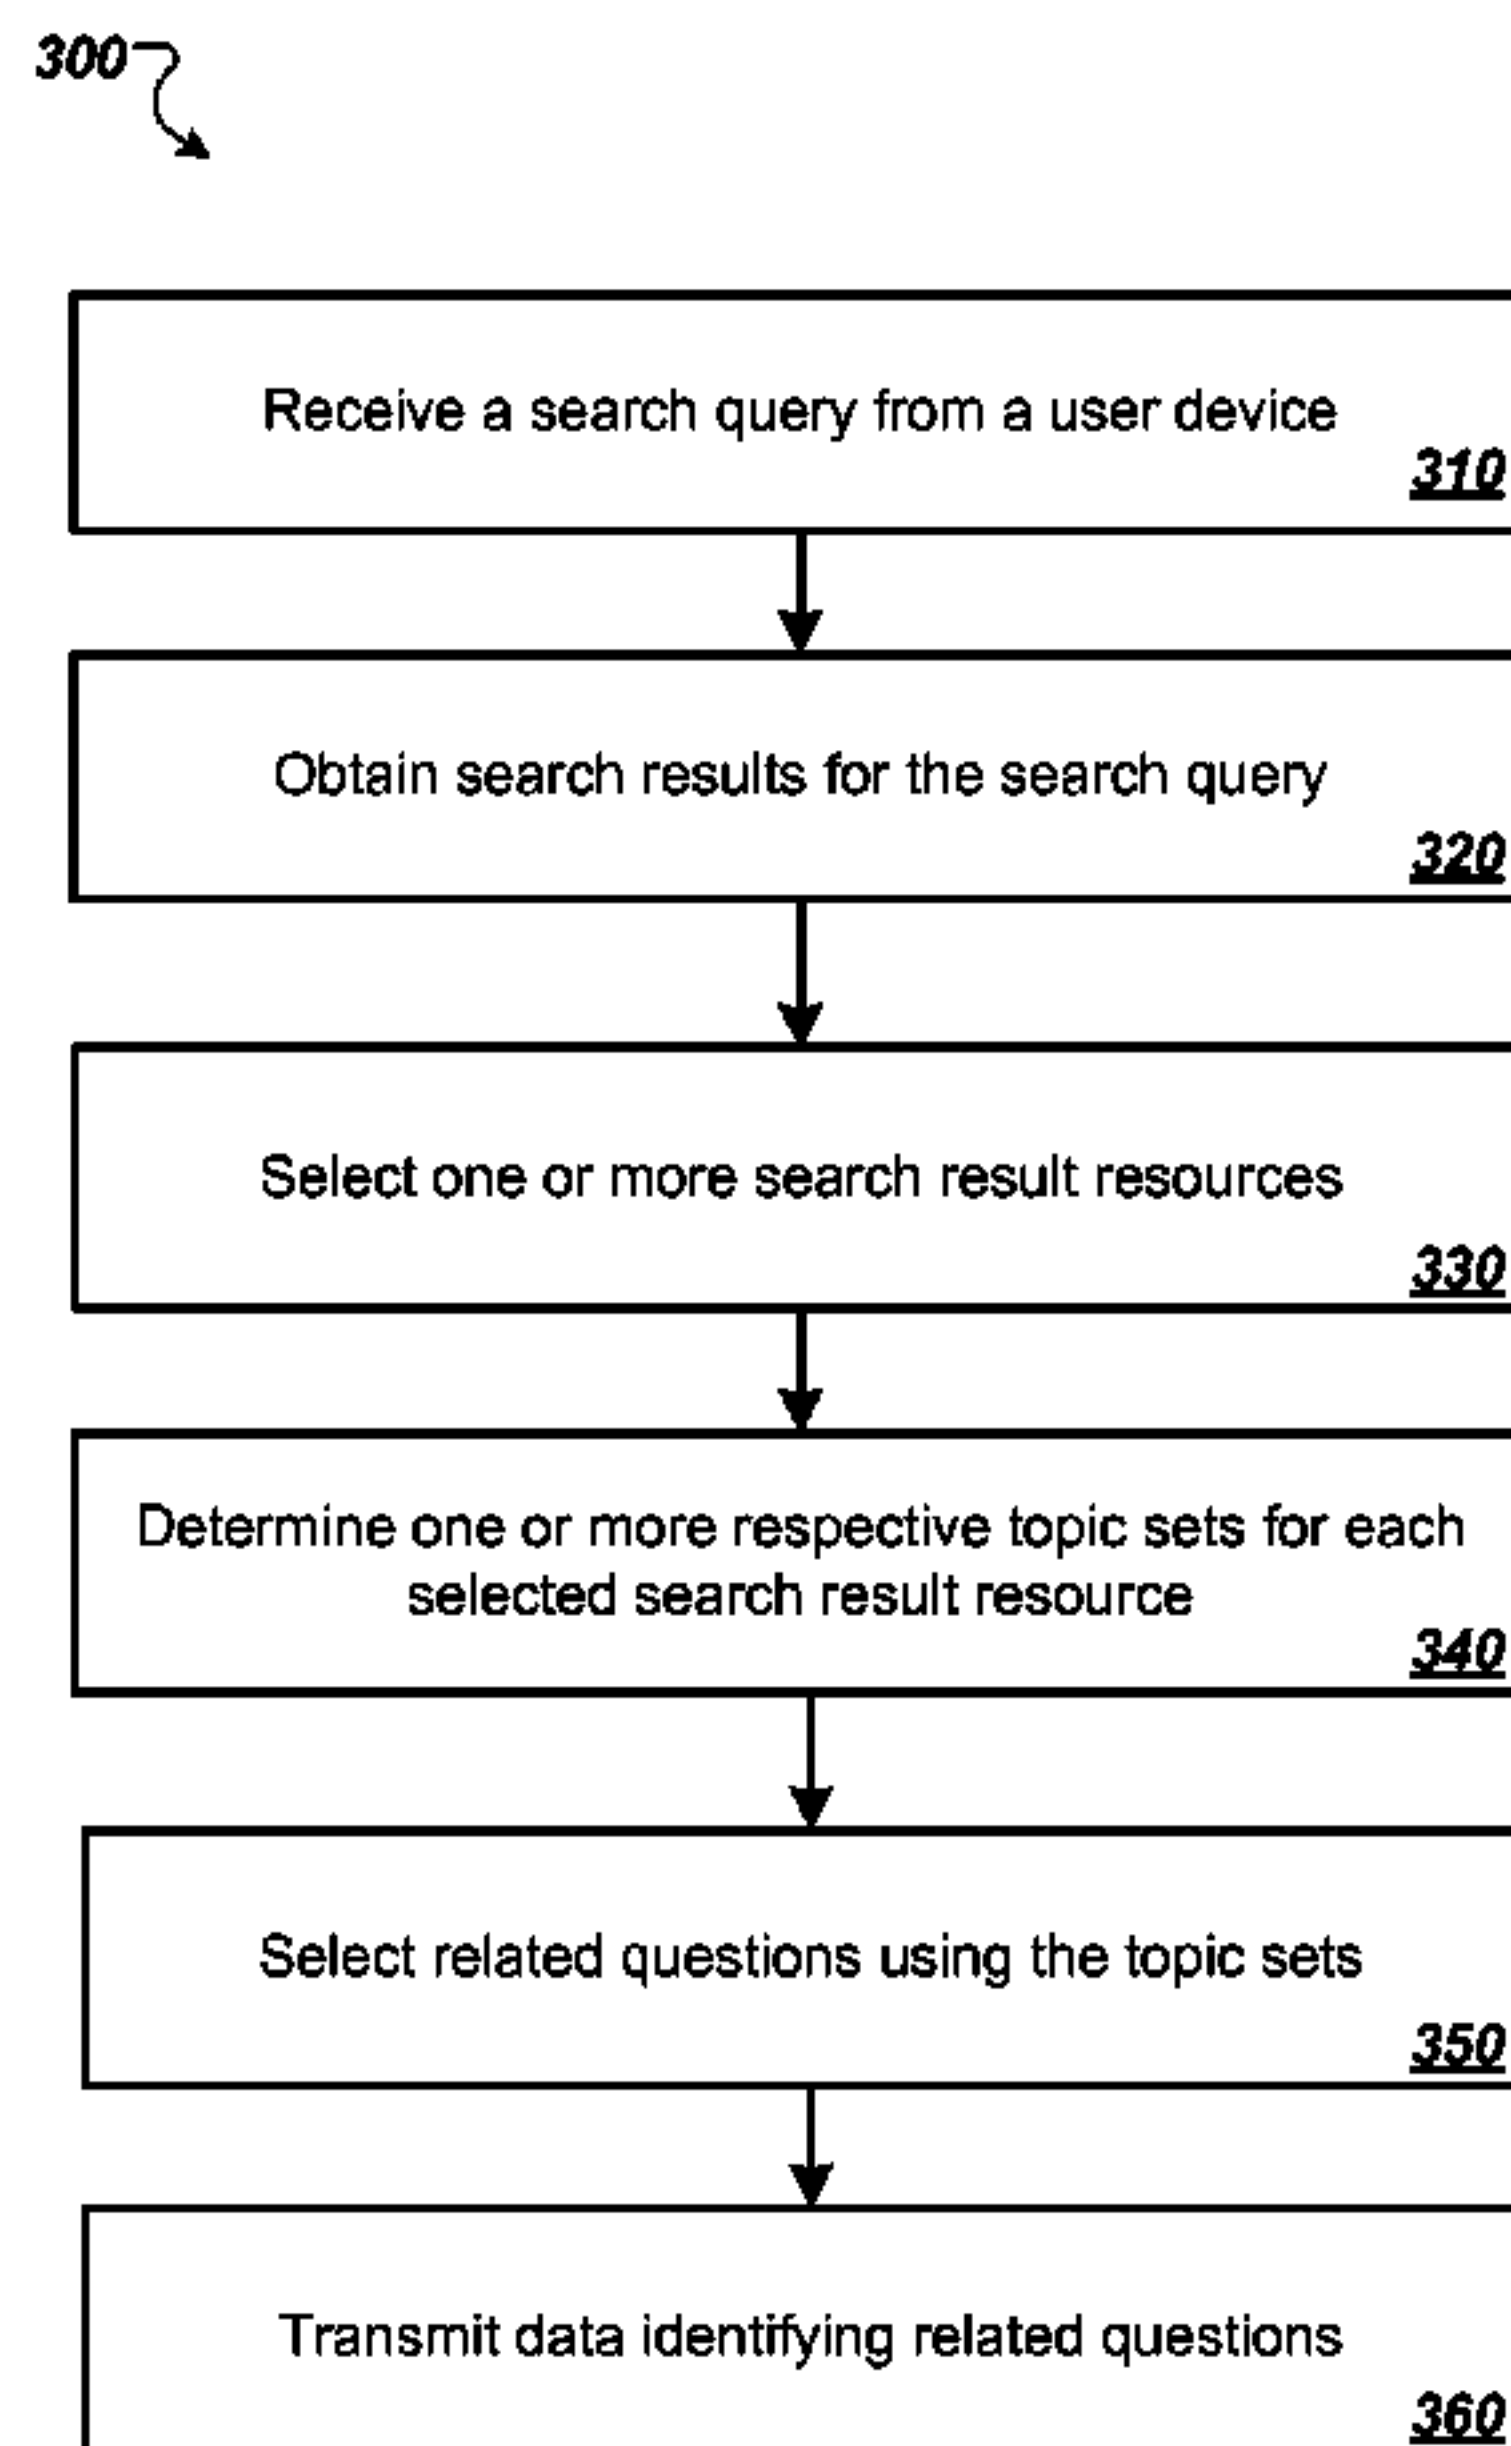 300
Receive a search query from a user device
310
Obtain search results for the search query
320
Select one or more search result resources
330
Determine one or more respective topic sets for each
selected search result resource
340
Select related questions using the topic sets
350
Transmit data identifying related questions
360